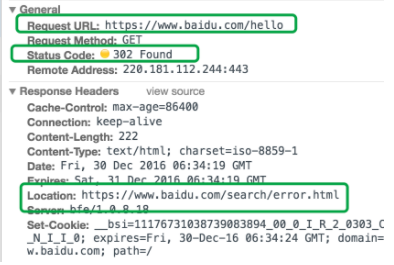 ▼ General
Request URL: https://www.baidu.com/hello
Request Method: GET
Status Code: 302 Found
Remote Address: 220.181.112.244:443
▼ Response Headers view source
Cache-Control: max-age=86400
Connection: keep-alive
Content-Length: 222
Content-Type: text/html; charset=iso-8859-1
Date: Fri, 30 Dec 2016 06:34:19 GMT
Expires: Sat, 31 Dec 2016 06:34:19 GMT
Location: https://www.baidu.com/search/error.html
Server: bfe/1.0.8.18
Set-Cookie: __bsi=11176731038739083894_00_0_I_R_2_0303_C
_N_I_I_0; expires=Fri, 30-Dec-16 06:34:24 GMT; domain=
w.baidu.com; path=/